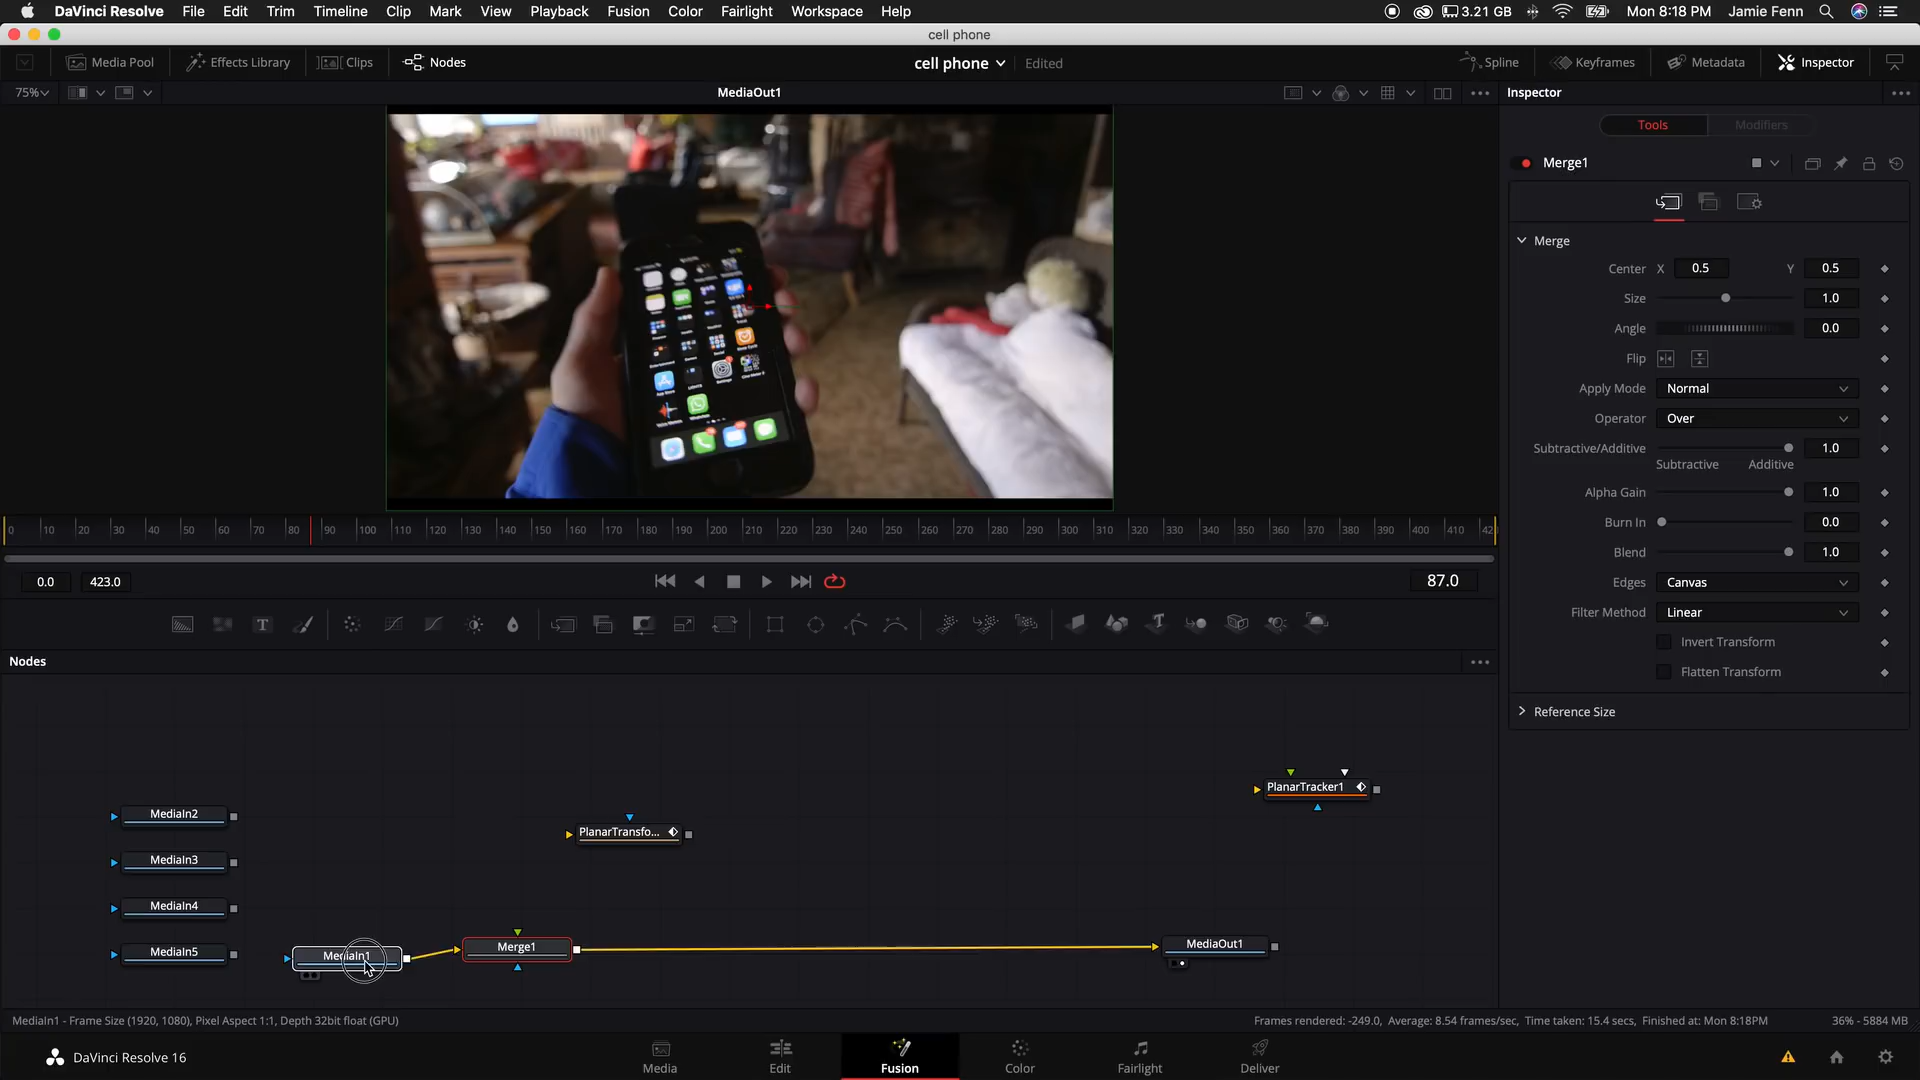 DaVinci Resolve File Edit Trim Timeline Clip Mark View Playback Fusion Color Fairlight Workspace Help 3.21 GB Mon 8:18 PM Jamie Fenn
cell phone
Media Pool Effects Library Clips Nodes cell phone Edited Spline Keyframes Metadata Inspector
75% MediaOut1 Inspector
Tools Modifiers
Merge1
Merge
Center X 0.5 Y 0.5
Size 1.0
Angle 0.0
Flip
Apply Mode Normal
Operator Over
Subtractive/Additive 1.0
Subtractive Additive
Alpha Gain 1.0
Burn In 0.0
Blend 1.0
Edges Canvas
Filter Method Linear
Invert Transform
Flatten Transform
Reference Size
0 10 20 30 40 50 60 70 80 90 100 110 120 130 140 150 160 170 180 190 200 210 220 230 240 250 260 270 280 290 300 310 320 330 340 350 360 370 380 390 400 410 42
0.0 423.0 87.0
Nodes
PlanarTracker1
MediaIn2
PlanarTransfo...
MediaIn3
MediaIn4
MediaIn5
MediaIn1
Merge1
MediaOut1
MediaIn1 - Frame Size (1920, 1080), Pixel Aspect 1:1, Depth 32bit float (GPU) Frames rendered: -249.0, Average: 8.54 frames/sec, Time taken: 15.4 secs, Finished at: Mon 8:18PM 36% - 5884 MB
DaVinci Resolve 16 Media Edit Fusion Color Fairlight Deliver